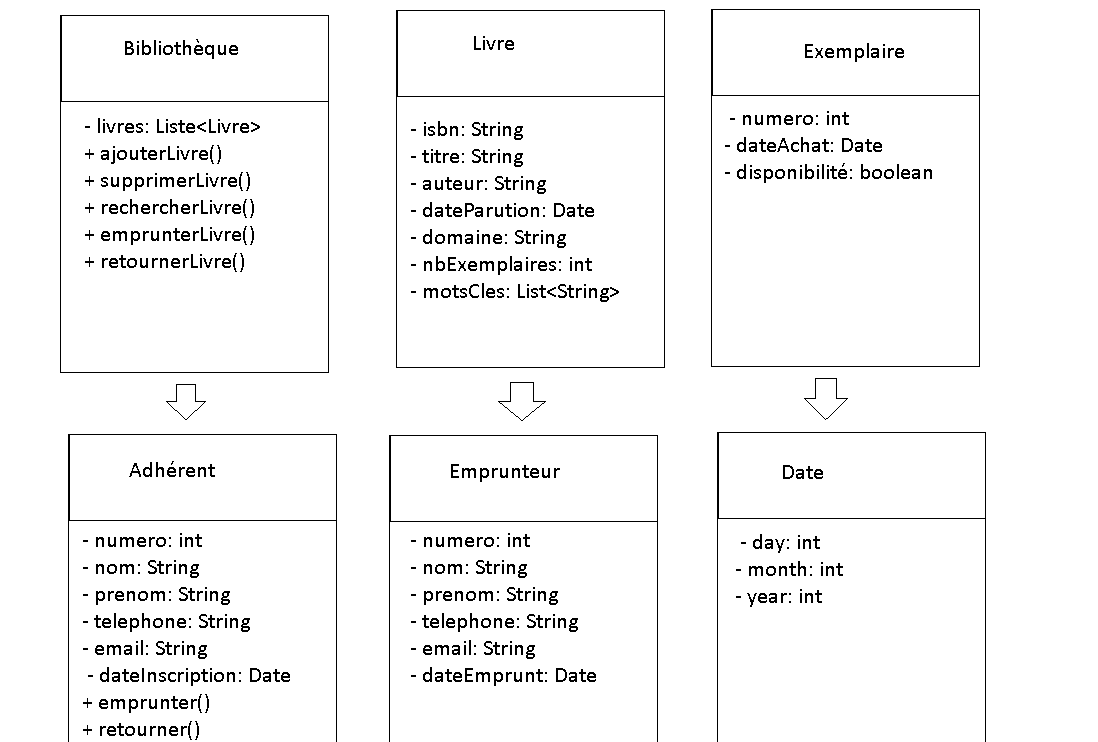 Bibliothèque
- livres: Liste<Livre>
+ ajouterLivre()
+ supprimerLivre()
+ rechercherLivre()
+ emprunterLivre()
+ retournerLivre()
Livre
- isbn: String
- titre: String
- auteur: String
- dateParution: Date
- domaine: String
- nbExemplaires: int
- motsCles: List<String>
Exemplaire
- numero: int
- dateAchat: Date
- disponibilité: boolean
Adhérent
- numero: int
- nom: String
- prenom: String
- telephone: String
- email: String
- dateInscription: Date
+ emprunter()
+ retourner()
Emprunteur
- numero: int
- nom: String
- prenom: String
- telephone: String
- email: String
- dateEmprunt: Date
Date
- day: int
- month: int
- year: int